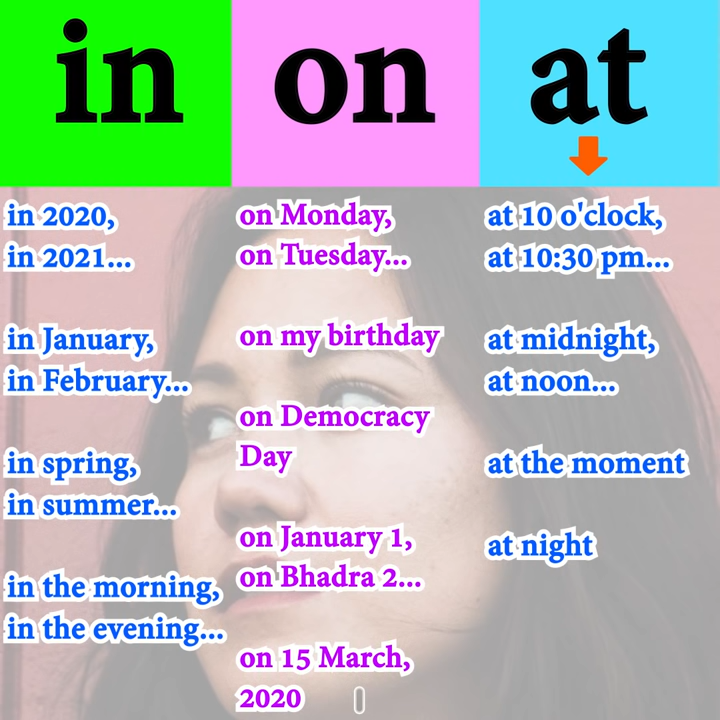 in
on
at
in 2020,
in 2021...
in January,
in February...
in spring,
in summer...
in the morning,
in the evening...
on Monday,
on Tuesday...
on my birthday
on Democracy
Day
on January 1,
on Bhadra 2...
on 15 March,
2020
at 10 o'clock,
at 10:30 pm...
at midnight,
at noon...
at the moment
at night